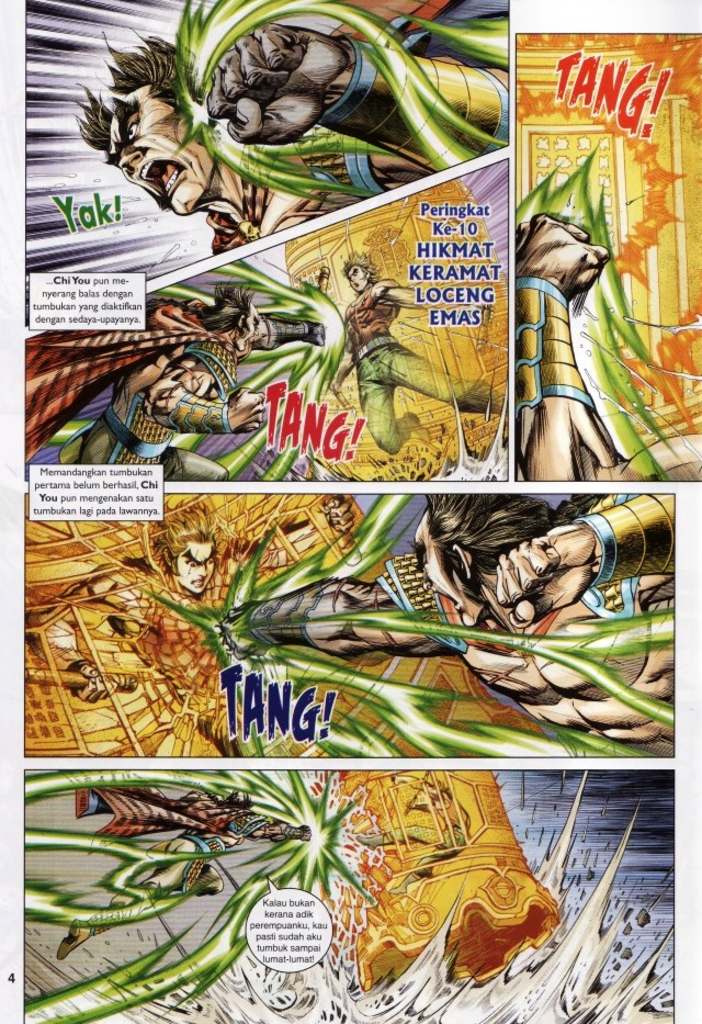 Yak!
TANG!
Peringkat
Ke-10
HIKMAT
KERAMAT
LOCENG
EMAS
...Chi You pun me-
nyerang balas dengan
tumbukan yang diaktifkan
dengan sedaya-upayanya.
TANG!
Memandangkan tumbukan
pertama belum berhasil, Chi
You pun mengenakan satu
tumbukan lagi pada lawannya.
TANG!
Kalau bukan
kerana adik
perempuanku, kau
pasti sudah aku
tumbuk sampai
lumat-lumat!
4